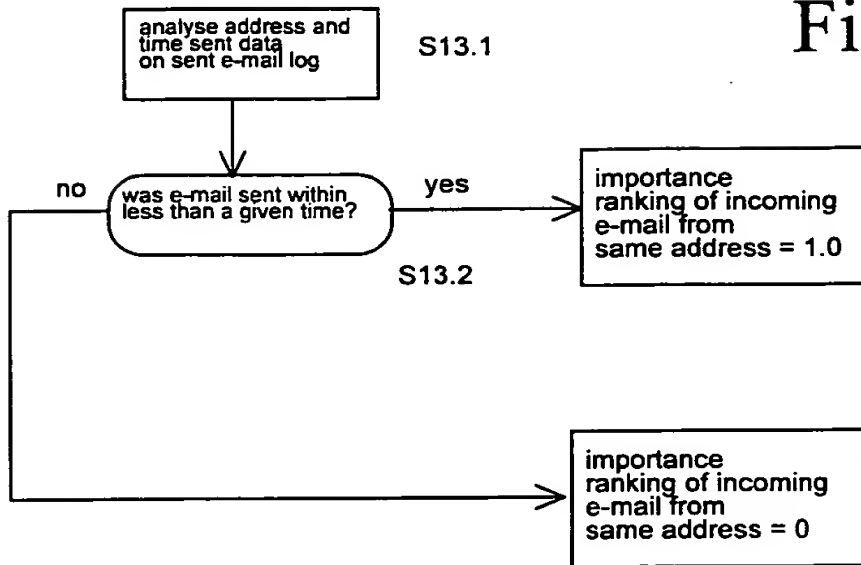 Fi
analyse address and
time sent data
on sent e-mail log
S13.1
no
was e-mail sent within
less than a given time?
yes
importance
ranking of incoming
e-mail from
same address = 1.0
S13.2
importance
ranking of incoming
e-mail from
same address = 0